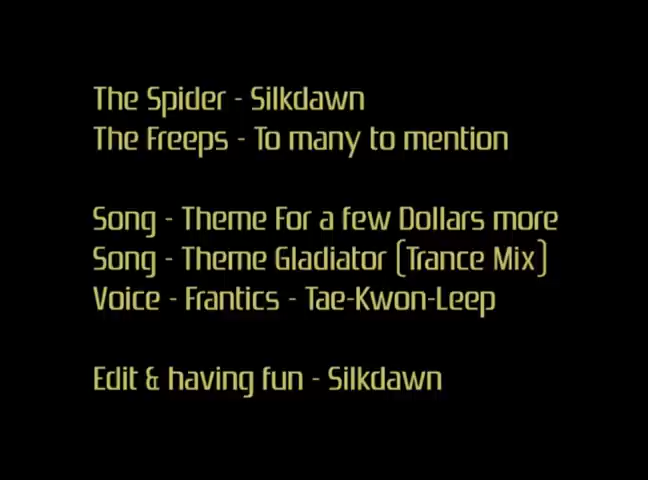 The Spider - Silkdawn
The Freeps - To many to mention
Song - Theme For a few Dollars more
Song - Theme Gladiator (Trance Mix)
Voice - Frantics - Tae-Kwon-Leep
Edit & having fun - Silkdawn